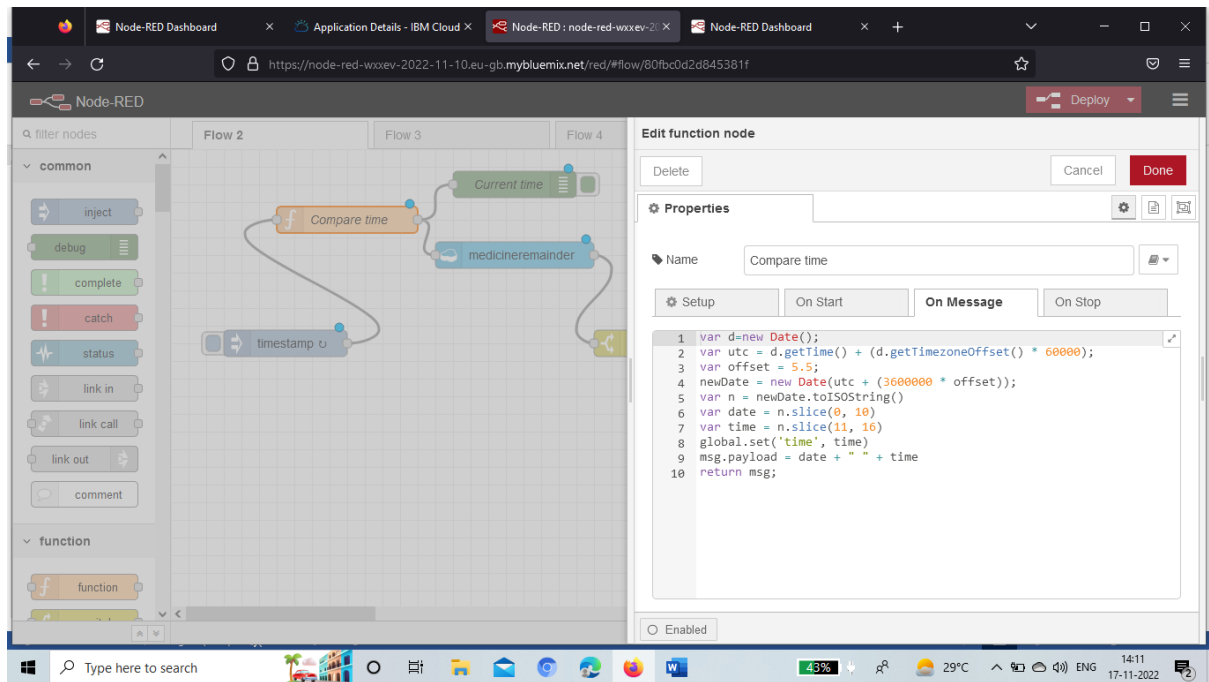 Node-RED Dashboard
Application Details - IBM Cloud
Node-RED : node-red-wxxev-20
Node-RED Dashboard
https://node-red-wxxev-2022-11-10.eu-gb.mybluemix.net/red/#flow/80fbc0d2d845381f
Node-RED
Deploy
filter nodes
Flow 2
Flow 3
Flow 4
common
inject
debug
complete
catch
status
link in
link call
link out
comment
function
function
Current time
Compare time
medicineremainder
timestamp ↻
Edit function node
Delete
Cancel
Done
Properties
Name
Compare time
Setup
On Start
On Message
On Stop
1 var d=new Date();
2 var utc = d.getTime() + (d.getTimezoneOffset() * 60000);
3 var offset = 5.5;
4 newDate = new Date(utc + (3600000 * offset));
5 var n = newDate.toISOString()
6 var date = n.slice(0, 10)
7 var time = n.slice(11, 16)
8 global.set('time', time)
9 msg.payload = date + " " + time
10 return msg;
Enabled
Type here to search
43%
29°C
ENG
14:11
17-11-2022
2